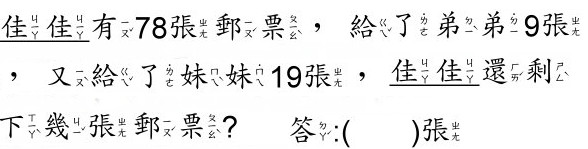 佳佳有78張郵票，給了弟弟9張
，又給了妹妹19張，佳佳還剩
下幾張郵票?　答:(　　)張